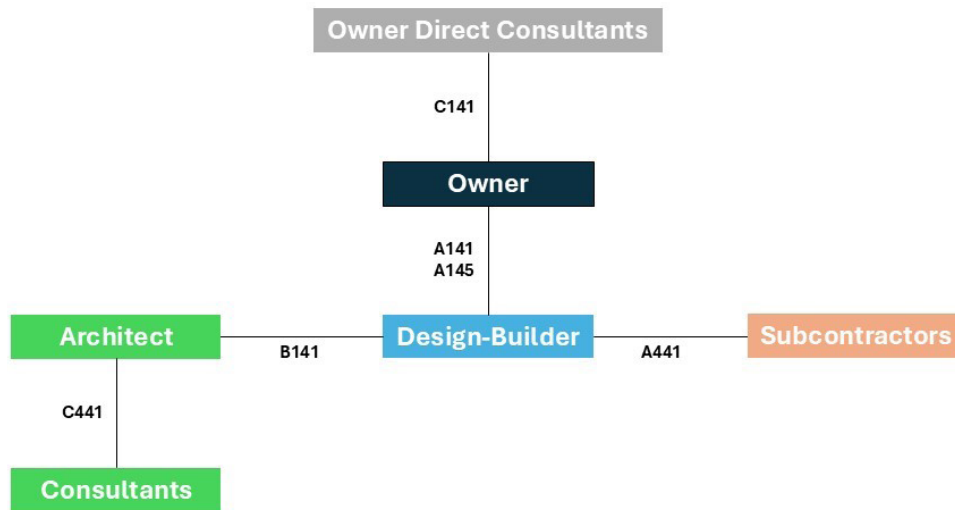 Owner Direct Consultants
C141
Owner
A141
A145
Architect
B141
Design-Builder
A441
Subcontractors
C441
Consultants